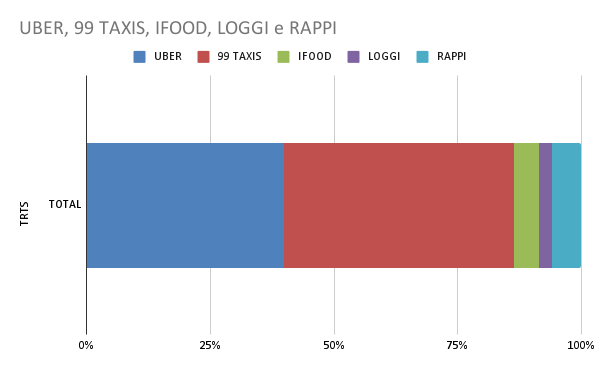 UBER, 99 TAXIS, IFOOD, LOGGI e RAPPI
UBER 99 TAXIS IFOOD LOGGI RAPPI
TRTS
TOTAL
0% 25% 50% 75% 100%